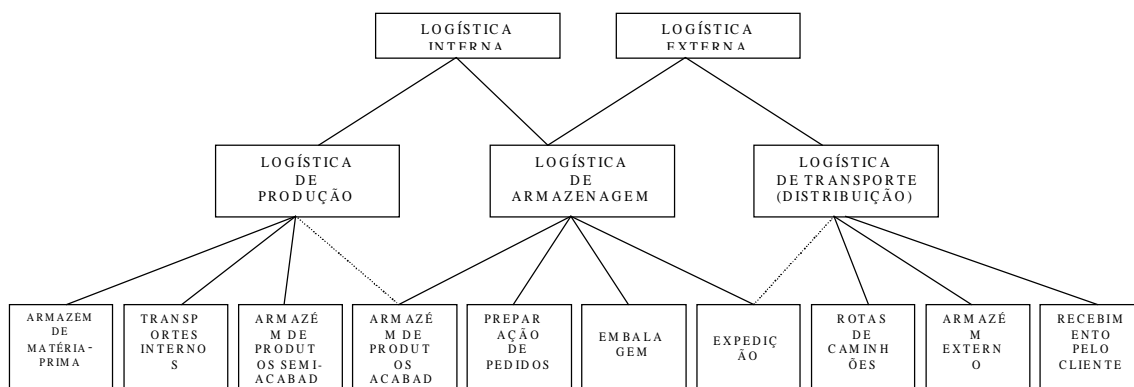 LOGÍSTICA
INTERNA
LOGÍSTICA
EXTERNA
LOGÍSTICA
DE
PRODUÇÃO
LOGÍSTICA
DE
ARMAZENAGEM
LOGÍSTICA
DE TRANSPORTE
(DISTRIBUIÇÃO)
ARMAZÉM
DE
MATÉRIA-
PRIMA
TRANSP
ORTES
INTERNO
S
ARMAZÉ
M DE
PRODUT
OS SEMI-
ACABAD
ARMAZÉ
M DE
PRODUT
OS
ACABAD
PREPAR
AÇÃO
DE
PEDIDOS
EMBALA
GEM
EXPEDIÇ
ÃO
ROTAS
DE
CAMINH
ÕES
ARMAZÉ
M
EXTERN
O
RECEBIM
ENTO
PELO
CLIENTE